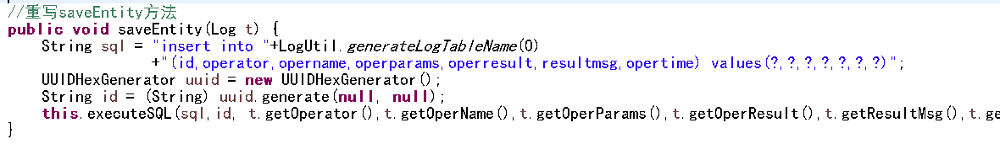 //重写saveEntity方法
public void saveEntity(Log t) {
    String sql = "insert into "+LogUtil.generateLogTableName(0)
            +"(id,operator,opername,operparams,operresult,resultmsg,opertime) values(?,?,?,?,?,?,?)";
    UUIDHexGenerator uuid = new UUIDHexGenerator();
    String id = (String) uuid.generate(null, null);
    this.executeSQL(sql,id, t.getOperator(),t.getOperName(),t.getOperParams(),t.getOperResult(),t.getResultMsg(),t.ge
}